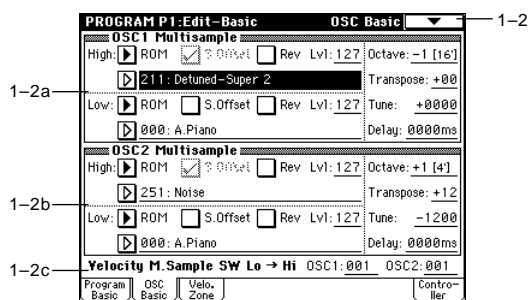 PROGRAM P1:Edit-Basic OSC Basic 1-2
OSC1 Multisample
High: ROM S.Offset Rev Lvl: 127 Octave: -1 [16']
211: Detuned-Super 2 Transpose: +00
1-2a
Low: ROM S.Offset Rev Lvl: 127 Tune: +0000
000: A.Piano Delay: 0000ms
OSC2 Multisample
High: ROM S.Offset Rev Lvl: 127 Octave: +1 [4']
251: Noise Transpose: +12
1-2b
Low: ROM S.Offset Rev Lvl: 127 Tune: -1200
000: A.Piano Delay: 0000ms
1-2c Velocity M.Sample SW Lo → Hi OSC1: 001 OSC2: 001
Program OSC Velo. Contro-
Basic Basic Zone ller